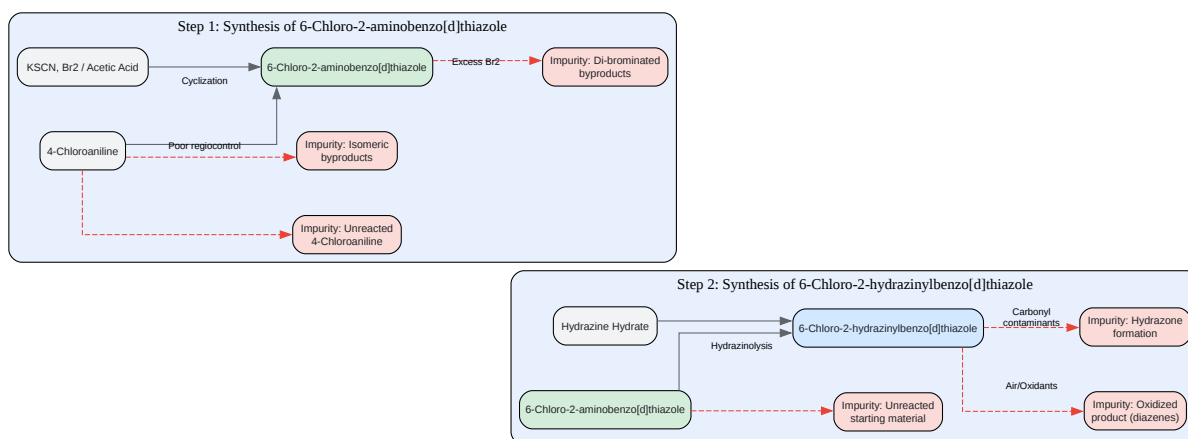 Step 1: Synthesis of 6-Chloro-2-aminobenzo[d]thiazole
KSCN, Br2 / Acetic Acid
Cyclization
6-Chloro-2-aminobenzo[d]thiazole
Excess Br2
Impurity: Di-brominated
byproducts
4-Chloroaniline
Poor regiocontrol
Impurity: Isomeric
byproducts
Impurity: Unreacted
4-Chloroaniline
Step 2: Synthesis of 6-Chloro-2-hydrazinylbenzo[d]thiazole
Hydrazine Hydrate
Hydrazinolysis
6-Chloro-2-hydrazinylbenzo[d]thiazole
Carbonyl
contaminants
Impurity: Hydrazone
formation
Air/Oxidants
6-Chloro-2-aminobenzo[d]thiazole
Impurity: Unreacted
starting material
Impurity: Oxidized
product (diazenes)